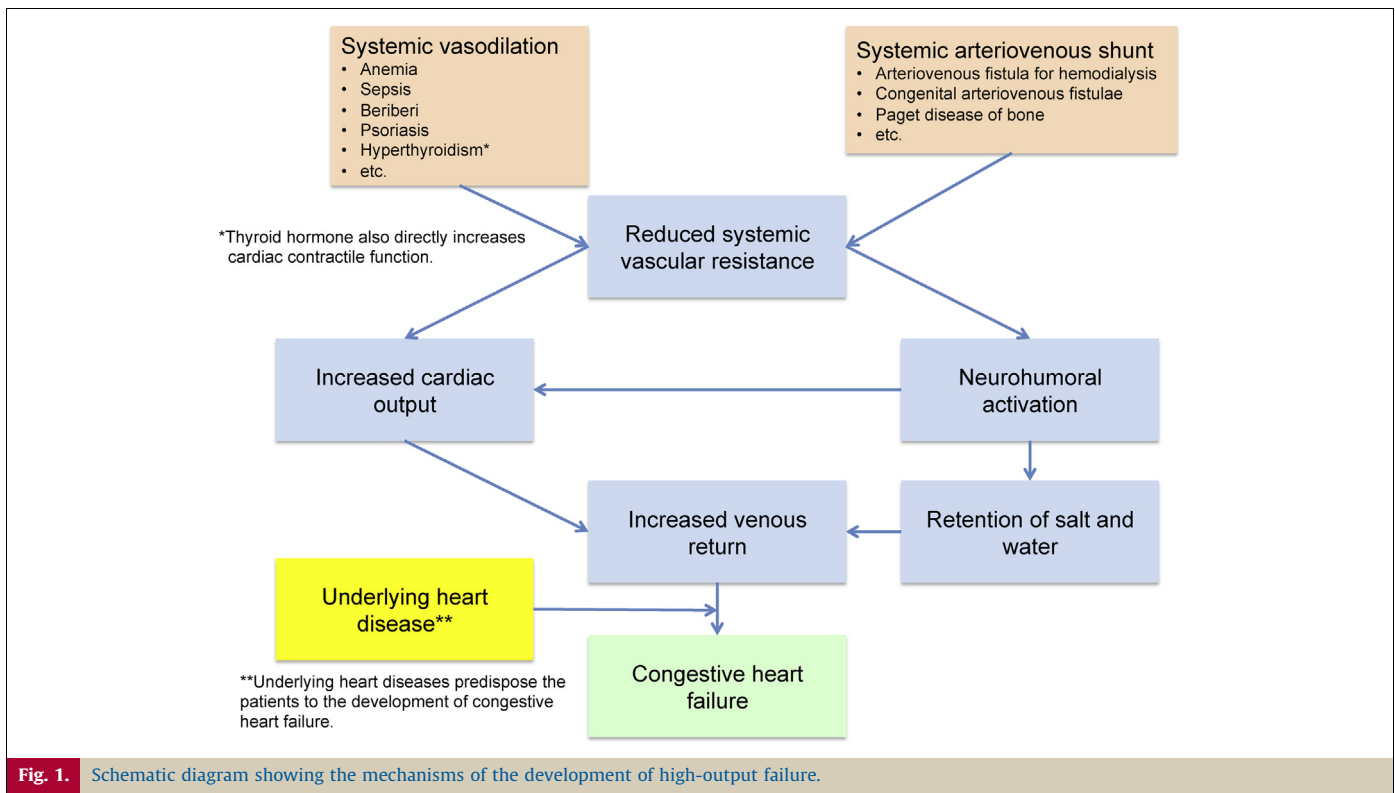 Systemic vasodilation
• Anemia
• Sepsis
• Beriberi
• Psoriasis
• Hyperthyroidism*
• etc.
Systemic arteriovenous shunt
• Arteriovenous fistula for hemodialysis
• Congenital arteriovenous fistulae
• Paget disease of bone
• etc.
*Thyroid hormone also directly increases
cardiac contractile function.
Reduced systemic
vascular resistance
Increased cardiac
output
Neurohumoral
activation
Increased venous
return
Retention of salt and
water
Underlying heart
disease**
**Underlying heart diseases predispose the
patients to the development of congestive
heart failure.
Congestive heart
failure
Fig. 1. Schematic diagram showing the mechanisms of the development of high-output failure.